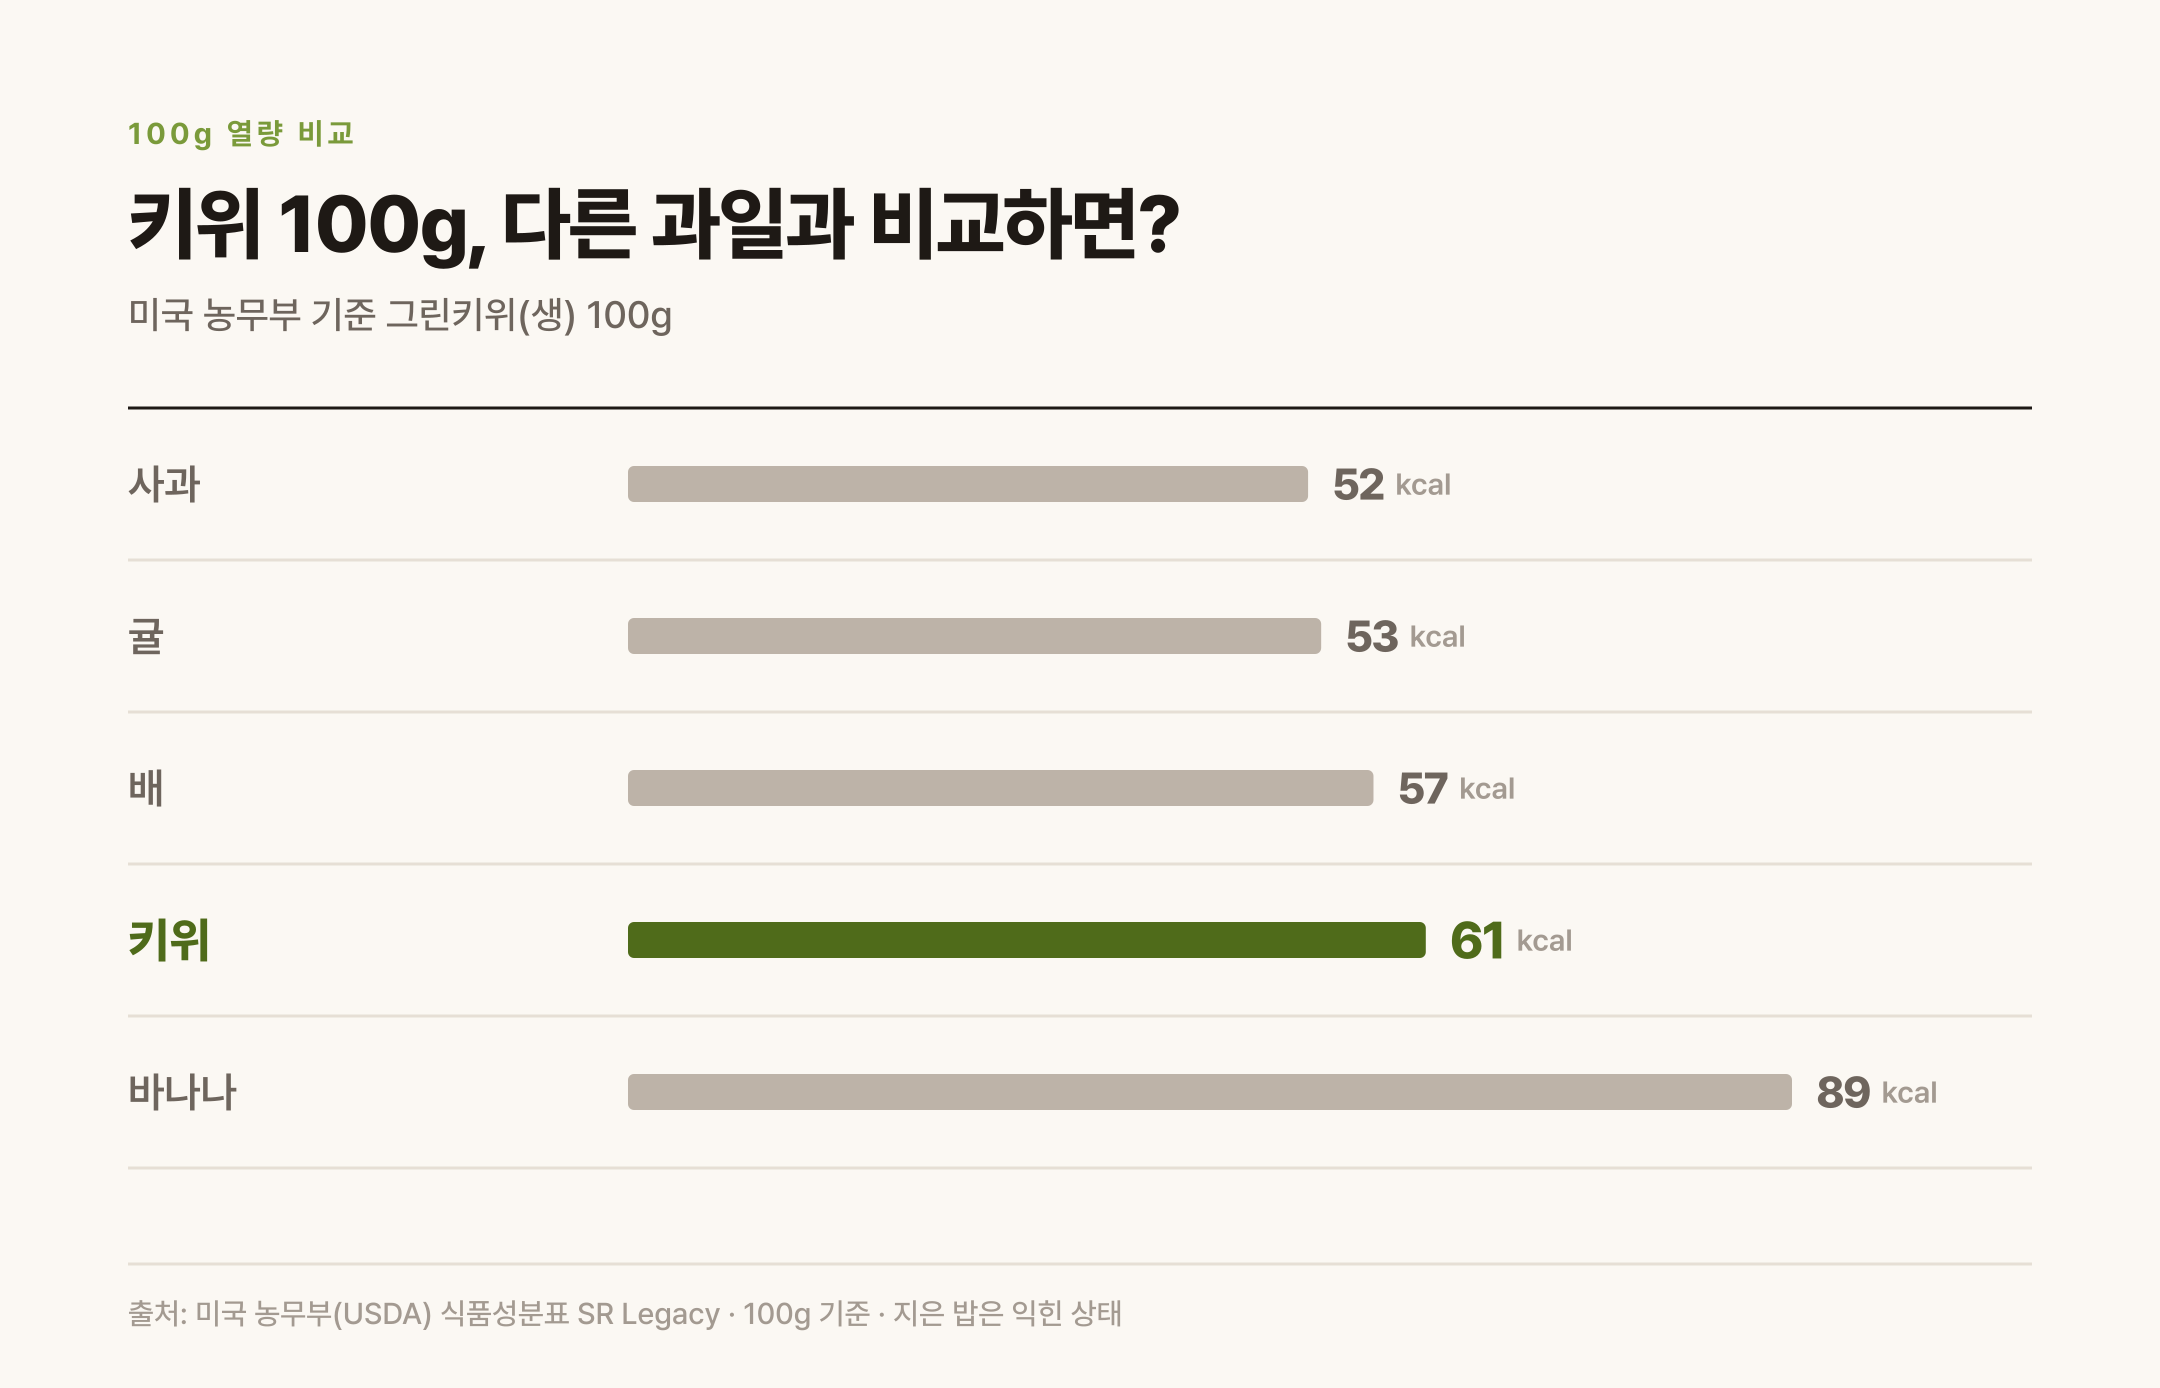 100g 열량 비교
키위 100g, 다른 과일과 비교하면?
미국 농무부 기준 그린키위(생) 100g
사과 52 kcal
귤 53 kcal
배 57 kcal
키위 61 kcal
바나나 89 kcal
출처: 미국 농무부(USDA) 식품성분표 SR Legacy · 100g 기준 · 지은 밥은 익힌 상태